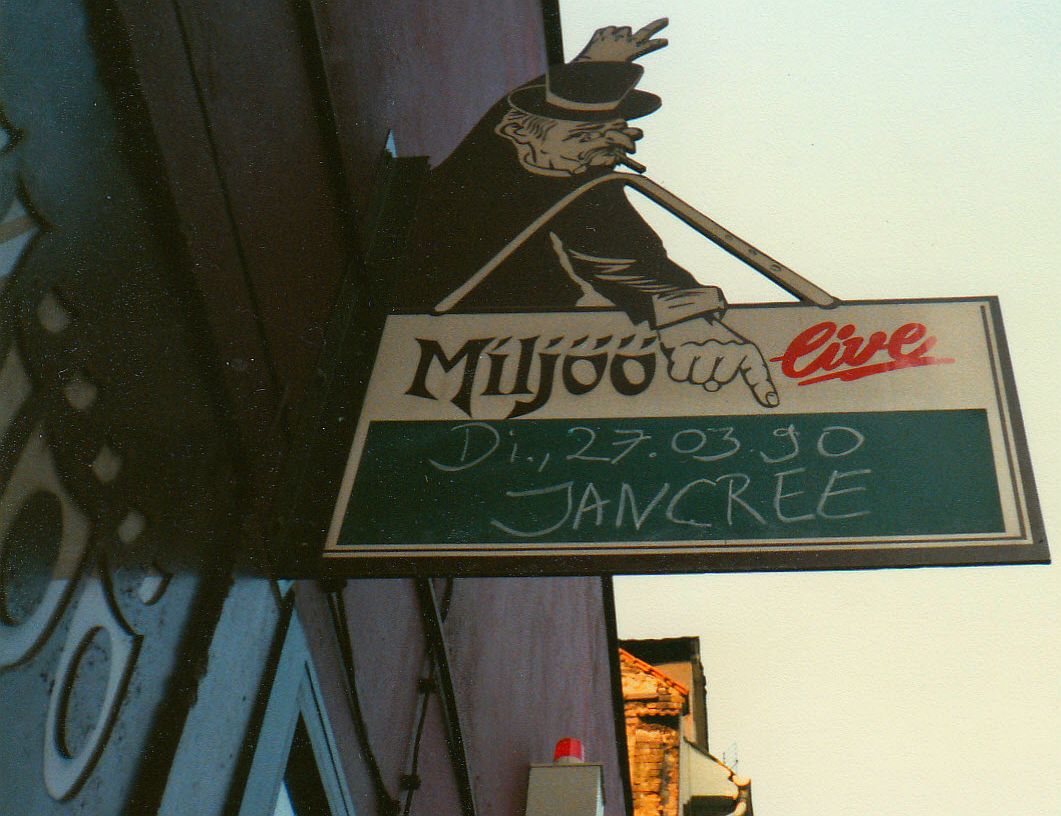 Miljöö live
Di., 27.03.90
JANCREE